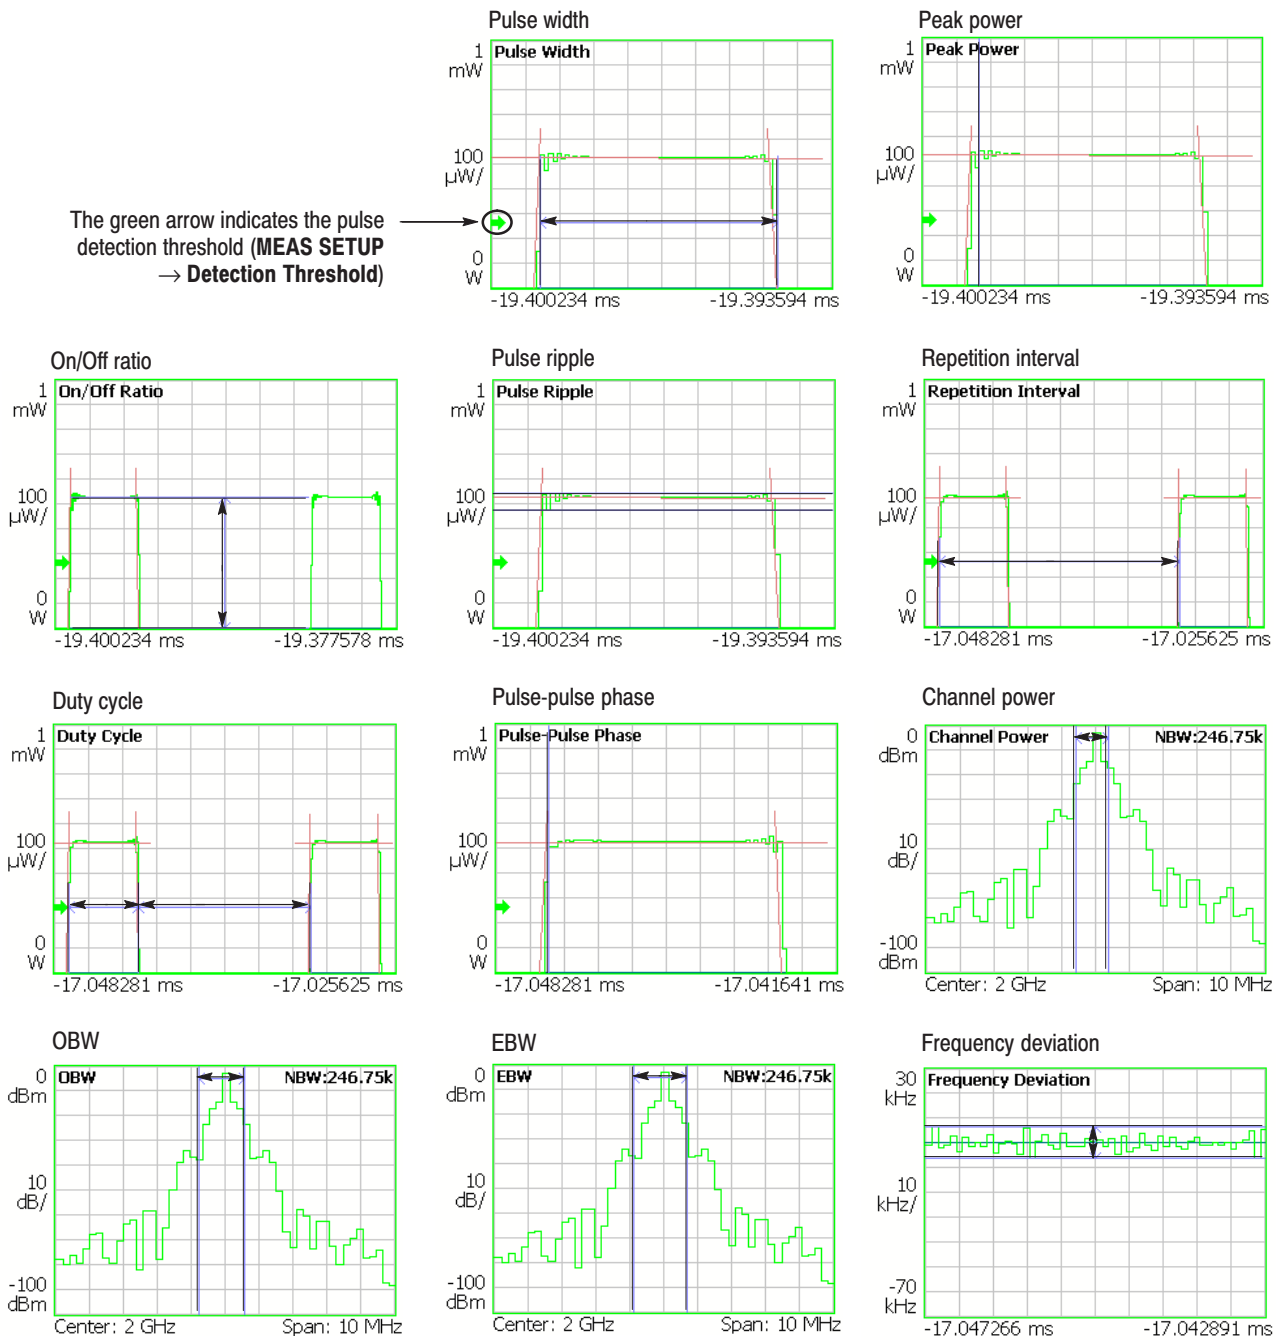 Pulse width
Pulse Width
1
mW
100
µW/
0
W
-19.400234 ms
-19.393594 ms
Peak power
Peak Power
1
mW
100
µW/
0
W
-19.400234 ms
-19.393594 ms
The green arrow indicates the pulse
detection threshold (MEAS SETUP
→ Detection Threshold)
On/Off ratio
On/Off Ratio
1
mW
100
µW/
0
W
-19.400234 ms
-19.377578 ms
Pulse ripple
Pulse Ripple
1
mW
100
µW/
0
W
-19.400234 ms
-19.393594 ms
Repetition interval
Repetition Interval
1
mW
100
µW/
0
W
-17.048281 ms
-17.025625 ms
Duty cycle
Duty Cycle
1
mW
100
µW/
0
W
-17.048281 ms
-17.025625 ms
Pulse-pulse phase
Pulse-Pulse Phase
1
mW
100
µW/
0
W
-17.048281 ms
-17.041641 ms
Channel power
Channel Power
NBW:246.75k
0
dBm
10
dB/
-100
dBm
Center: 2 GHz
Span: 10 MHz
OBW
OBW
NBW:246.75k
0
dBm
10
dB/
-100
dBm
Center: 2 GHz
Span: 10 MHz
EBW
EBW
NBW:246.75k
0
dBm
10
dB/
-100
dBm
Center: 2 GHz
Span: 10 MHz
Frequency deviation
Frequency Deviation
30
kHz
10
kHz/
-70
kHz
-17.047266 ms
-17.042891 ms